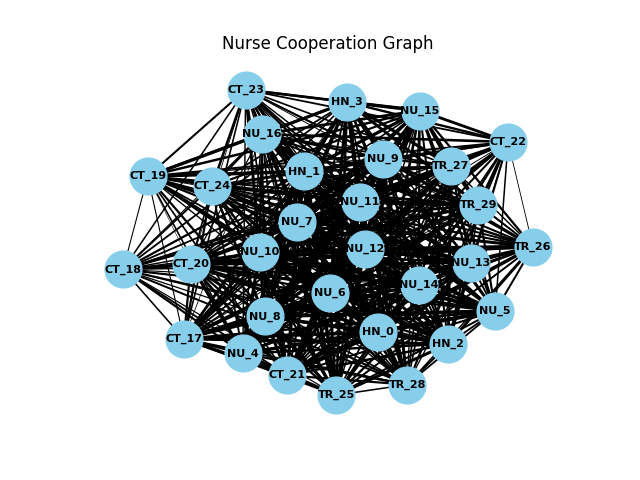 Nurse Cooperation Graph
CT_23
HN_3
NU_15
NU_16
CT_22
NU_9
TR_27
HN_1
CT_19
CT_24
NU_11
TR_29
NU_7
TR_26
NU_12
NU_10
NU_13
CT_20
CT_18
NU_14
NU_6
NU_5
NU_8
HN_0
CT_17
HN_2
NU_4
CT_21
TR_28
TR_25